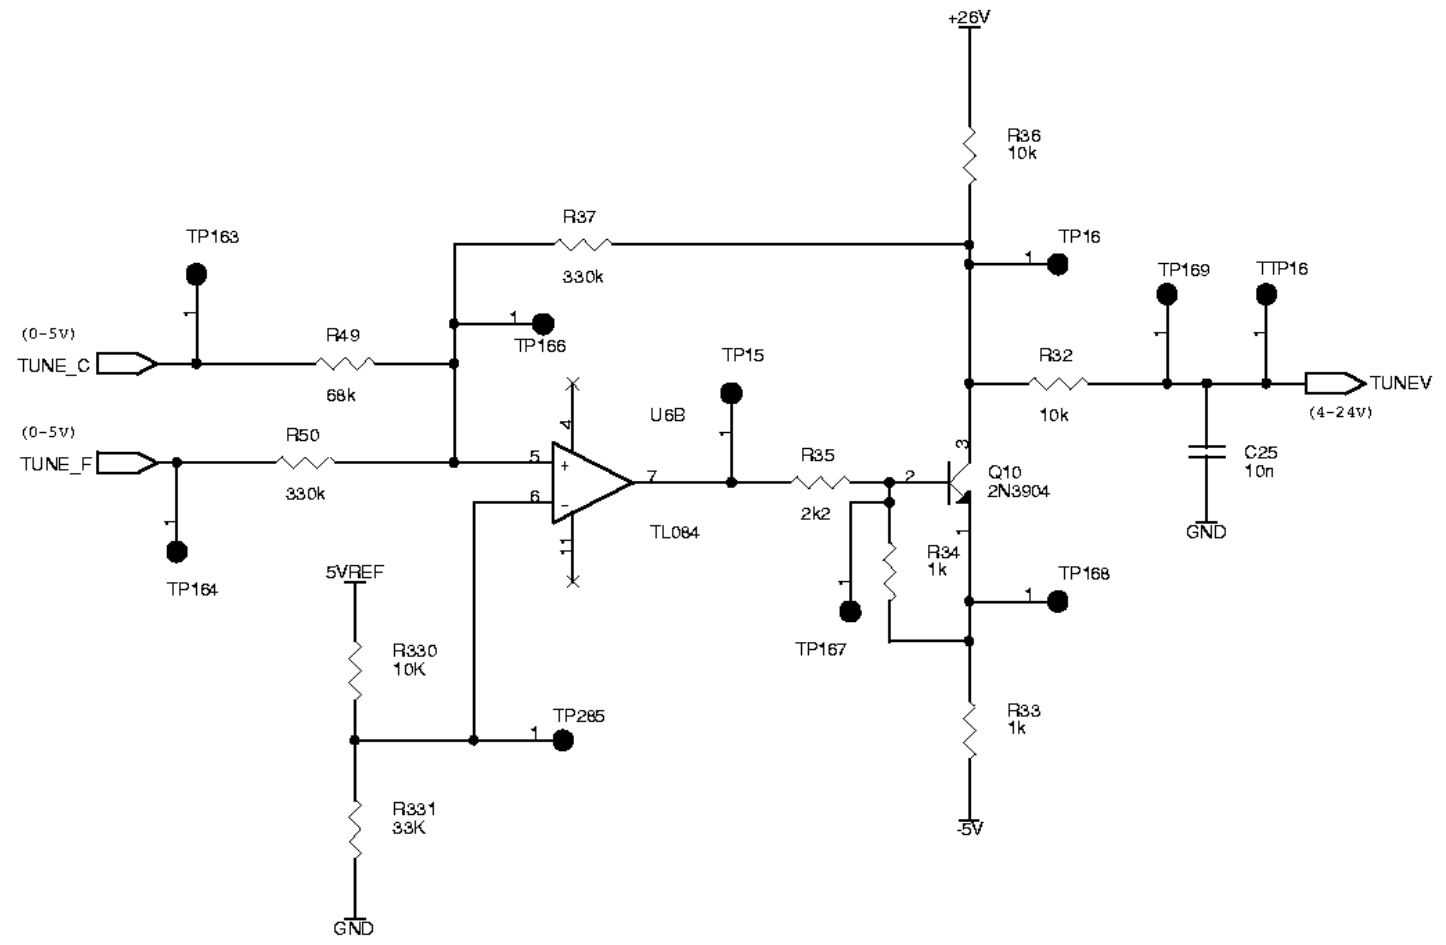 +26V
R36
10k
R37
330k
TP163
TP16
TP169
TTP16
1
1
1
1
1
(0-5V)
TUNE_C
R49
68k
TP166
TP15
R32
10k
TUNEV
(4-24V)
(0-5V)
TUNE_F
R50
330k
4
U6B
1
3
5
+
6
-
7
R35
2k2
2
Q10
2N3904
C25
10n
GND
1
TL084
11
1
R34
1k
1
1
TP168
TP164
5VREF
TP167
R330
10K
R33
1k
TP285
1
R331
33K
-5V
GND